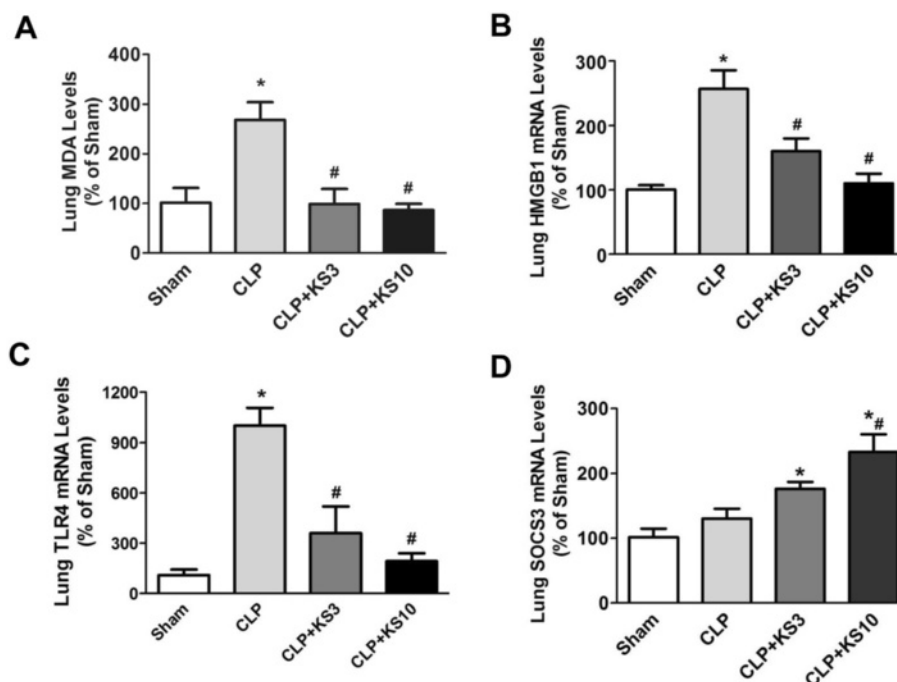 A
Lung MDA Levels
(% of Sham)
400
300
200
100
0
*
#
#
Sham
CLP
CLP+KS3
CLP+KS10
B
Lung HMGB1 mRNA Levels
(% of Sham)
300
200
100
0
*
#
#
Sham
CLP
CLP+KS3
CLP+KS10
C
Lung TLR4 mRNA Levels
(% of Sham)
1200
900
600
300
0
*
#
#
Sham
CLP
CLP+KS3
CLP+KS10
D
Lung SOCS3 mRNA Levels
(% of Sham)
300
200
100
0
*
*#
Sham
CLP
CLP+KS3
CLP+KS10